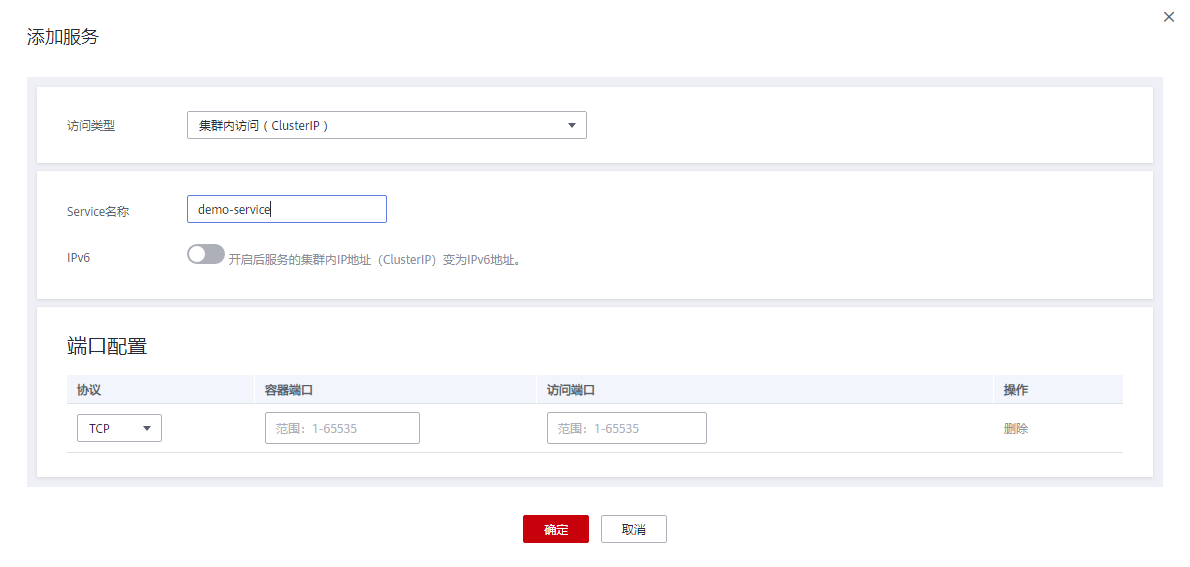 添加服务
访问类型
集群内访问（ClusterIP）
Service名称
demo-service
IPv6
开启后服务的集群内IP地址（ClusterIP）变为IPv6地址。
端口配置
协议 容器端口 访问端口 操作
TCP 范围：1-65535 范围：1-65535 删除
确定 取消